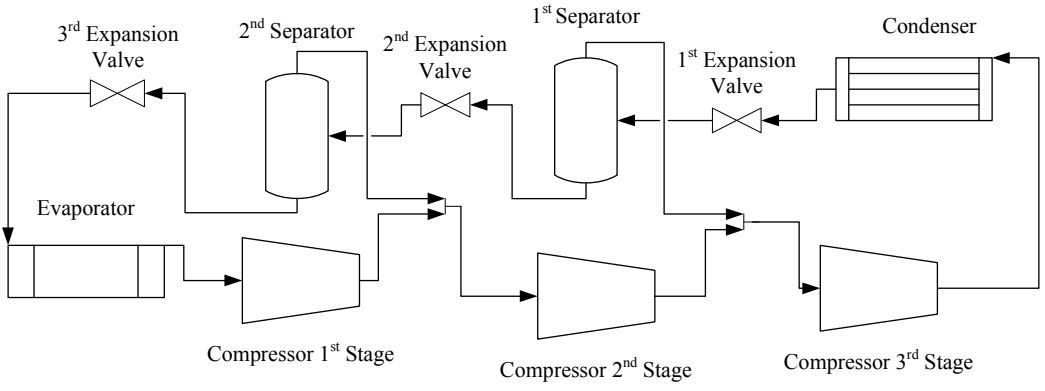 3rd Expansion
Valve
2nd Separator
2nd Expansion
Valve
1st Separator
1st Expansion
Valve
Condenser
Evaporator
Compressor 1st Stage
Compressor 2nd Stage
Compressor 3rd Stage